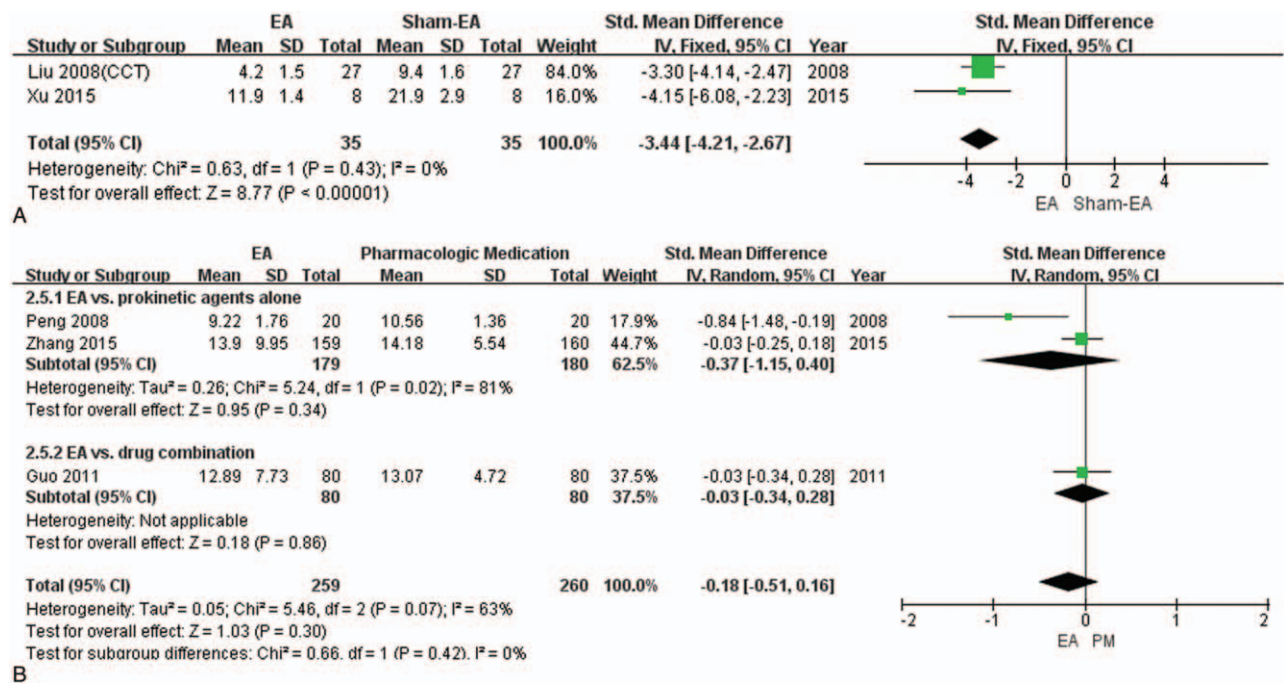 EA Sham-EA Std. Mean Difference Std. Mean Difference
Study or Subgroup Mean SD Total Mean SD Total Weight IV, Fixed, 95% CI Year IV, Fixed, 95% CI
Liu 2008(CCT) 4.2 1.5 27 9.4 1.6 27 84.0% -3.30 [-4.14, -2.47] 2008
Xu 2015 11.9 1.4 8 21.9 2.9 8 16.0% -4.15 [-6.08, -2.23] 2015
Total (95% CI) 35 35 100.0% -3.44 [-4.21, -2.67]
Heterogeneity: Chi² = 0.63, df = 1 (P = 0.43); I² = 0%
Test for overall effect: Z = 8.77 (P < 0.00001)
-4 -2 0 2 4
EA Sham-EA
A
EA Pharmacologic Medication Std. Mean Difference Std. Mean Difference
Study or Subgroup Mean SD Total Mean SD Total Weight IV, Random, 95% CI Year IV, Random, 95% CI
2.5.1 EA vs. prokinetic agents alone
Peng 2008 9.22 1.76 20 10.56 1.36 20 17.9% -0.84 [-1.48, -0.19] 2008
Zhang 2015 13.9 9.95 159 14.18 5.54 160 44.7% -0.03 [-0.25, 0.18] 2015
Subtotal (95% CI) 179 180 62.5% -0.37 [-1.15, 0.40]
Heterogeneity: Tau² = 0.26; Chi² = 5.24, df = 1 (P = 0.02); I² = 81%
Test for overall effect: Z = 0.95 (P = 0.34)
2.5.2 EA vs. drug combination
Guo 2011 12.89 7.73 80 13.07 4.72 80 37.5% -0.03 [-0.34, 0.28] 2011
Subtotal (95% CI) 80 80 37.5% -0.03 [-0.34, 0.28]
Heterogeneity: Not applicable
Test for overall effect: Z = 0.18 (P = 0.86)
Total (95% CI) 259 260 100.0% -0.18 [-0.51, 0.16]
Heterogeneity: Tau² = 0.05; Chi² = 5.46, df = 2 (P = 0.07); I² = 63%
Test for overall effect: Z = 1.03 (P = 0.30)
Test for subgroup differences: Chi² = 0.66, df = 1 (P = 0.42), I² = 0%
-2 -1 0 1 2
EA PM
B